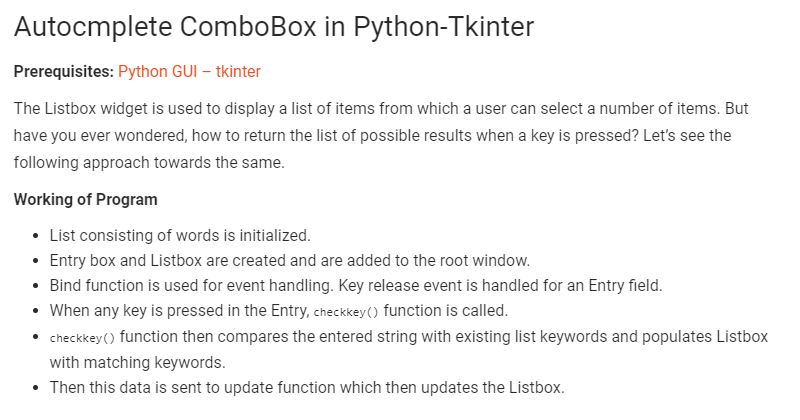 Autocmplete ComboBox in Python-Tkinter
Prerequisites: Python GUI – tkinter
The Listbox widget is used to display a list of items from which a user can select a number of items. But
have you ever wondered, how to return the list of possible results when a key is pressed? Let’s see the
following approach towards the same.
Working of Program
• List consisting of words is initialized.
• Entry box and Listbox are created and are added to the root window.
• Bind function is used for event handling. Key release event is handled for an Entry field.
• When any key is pressed in the Entry, checkkey() function is called.
• checkkey() function then compares the entered string with existing list keywords and populates Listbox
with matching keywords.
• Then this data is sent to update function which then updates the Listbox.